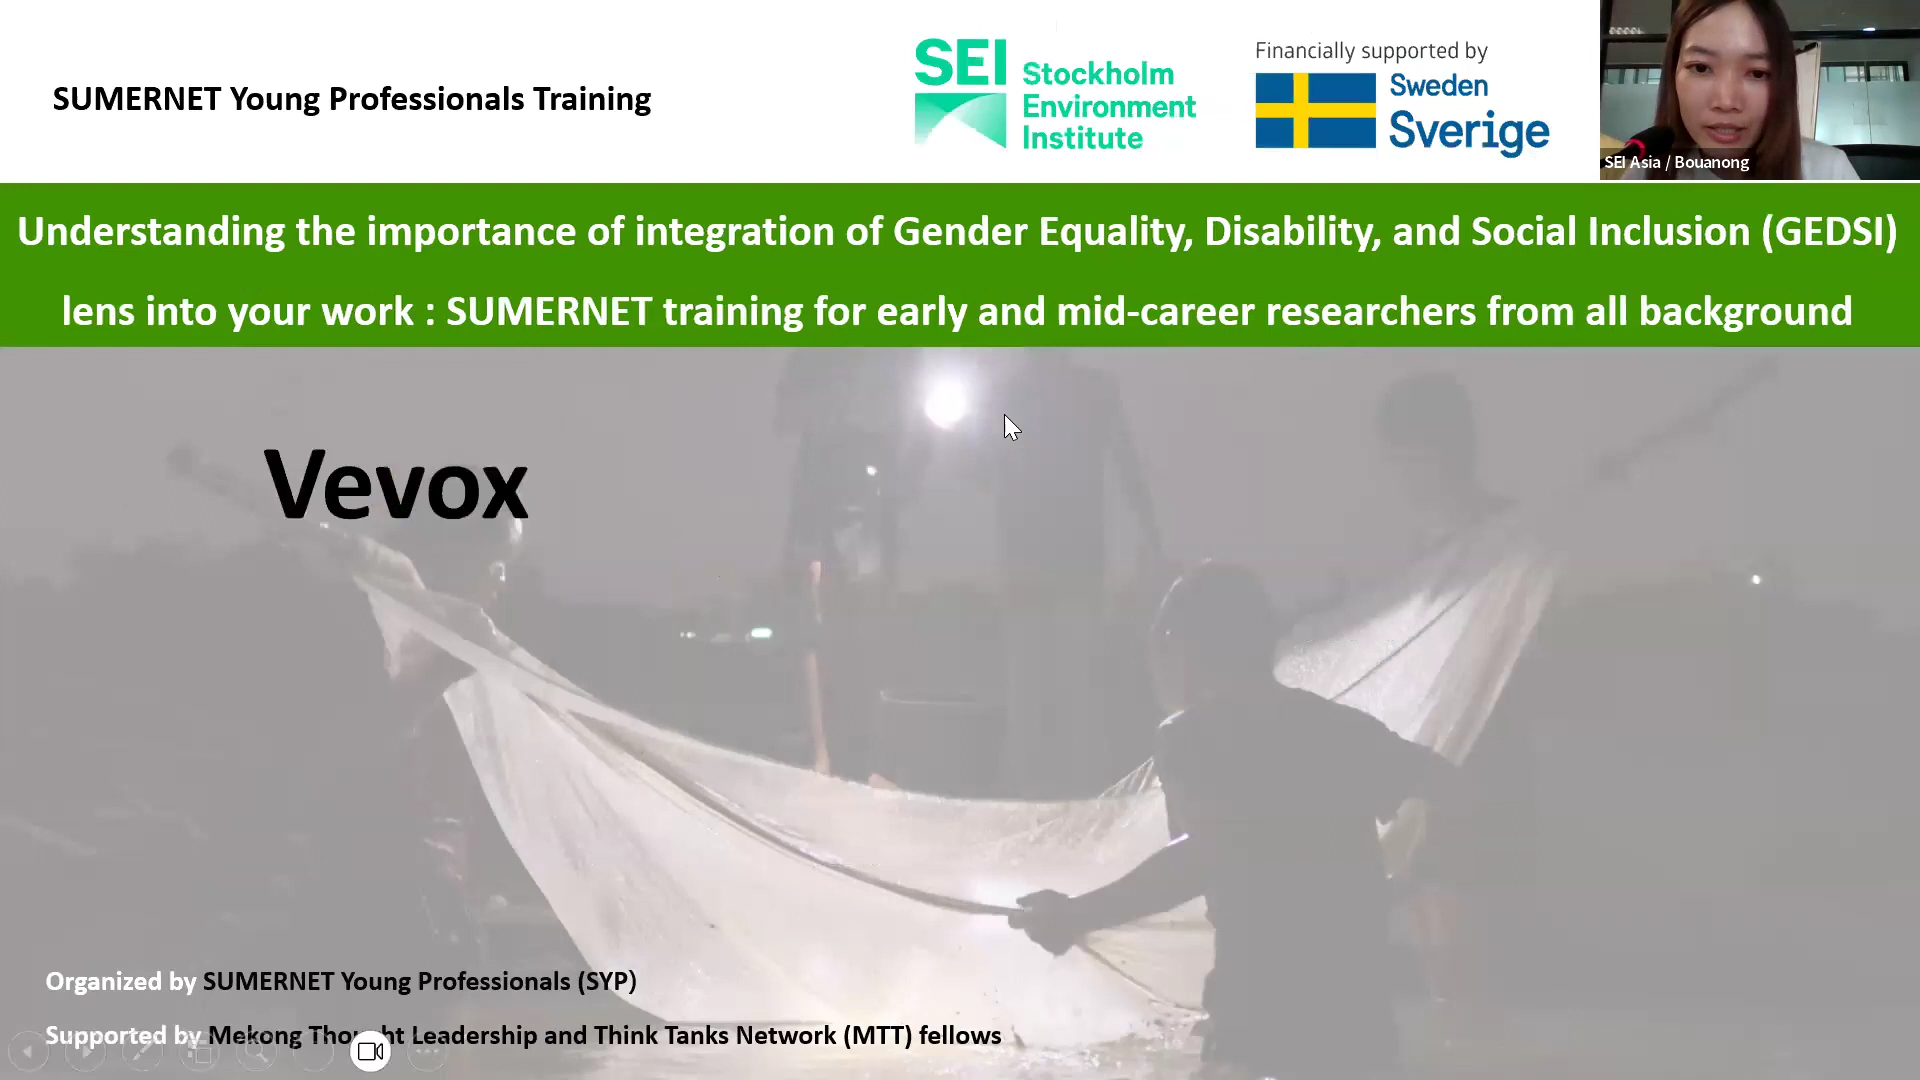 SUMERNET Young Professionals Training
SEI Stockholm
Environment
Institute
Financially supported by
Sweden
Sverige
SEI Asia / Bouanong
Understanding the importance of integration of Gender Equality, Disability, and Social Inclusion (GEDSI)
lens into your work : SUMERNET training for early and mid-career researchers from all background
Vevox
Organized by SUMERNET Young Professionals (SYP)
Supported by Mekong Thought Leadership and Think Tanks Network (MTT) fellows